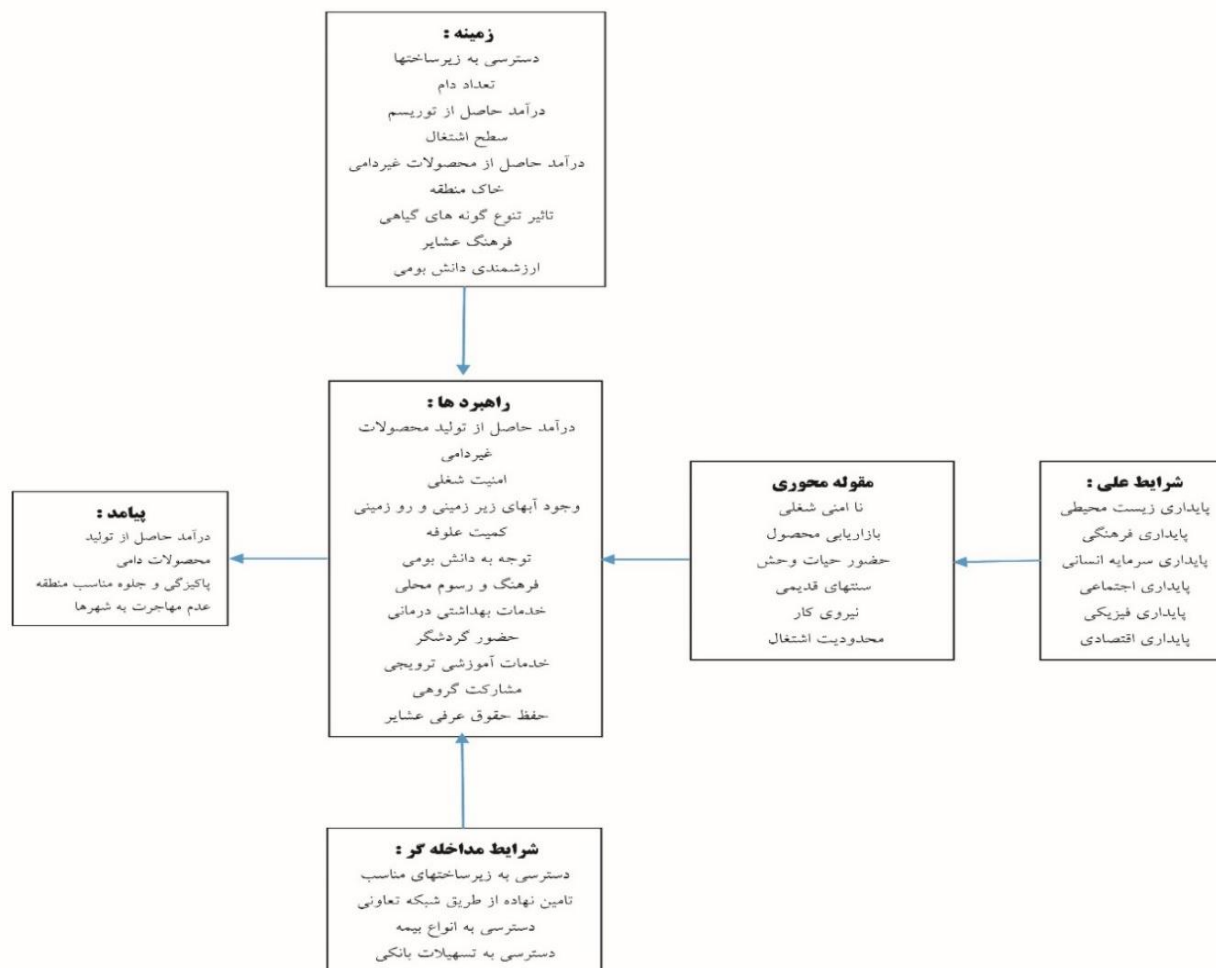 زمینه :
دسترسی به زیرساختها
تعداد دام
درآمد حاصل از توریسم
سطح اشتغال
درآمد حاصل از محصولات غیردامی
خاک منطقه
تاثیر تنوع گونه های گیاهی
فرهنگ عشایر
ارزشمندی دانش بومی
شرایط علی :
پایداری زیست محیطی
پایداری فرهنگی
پایداری سرمایه انسانی
پایداری اجتماعی
پایداری فیزیکی
پایداری اقتصادی
مقوله محوری
نا امنی شغلی
بازاریابی محصول
حضور حیات وحش
سنتهای قدیمی
نیروی کار
محدودیت اشتغال
راهبرد ها :
درآمد حاصل از تولید محصولات
غیردامی
امنیت شغلی
وجود آبهای زیر زمینی و رو زمینی
کمیت علوفه
توجه به دانش بومی
فرهنگ و رسوم محلی
خدمات بهداشتی درمانی
حضور گردشگر
خدمات آموزشی ترویجی
مشارکت گروهی
حفظ حقوق عرفی عشایر
پیامد :
درآمد حاصل از تولید
محصولات دامی
پاکیزگی و جلوه مناسب منطقه
عدم مهاجرت به شهرها
شرایط مداخله گر :
دسترسی به زیرساختهای مناسب
تامین نهاده از طریق شبکه تعاونی
دسترسی به انواع بیمه
دسترسی به تسهیلات بانکی